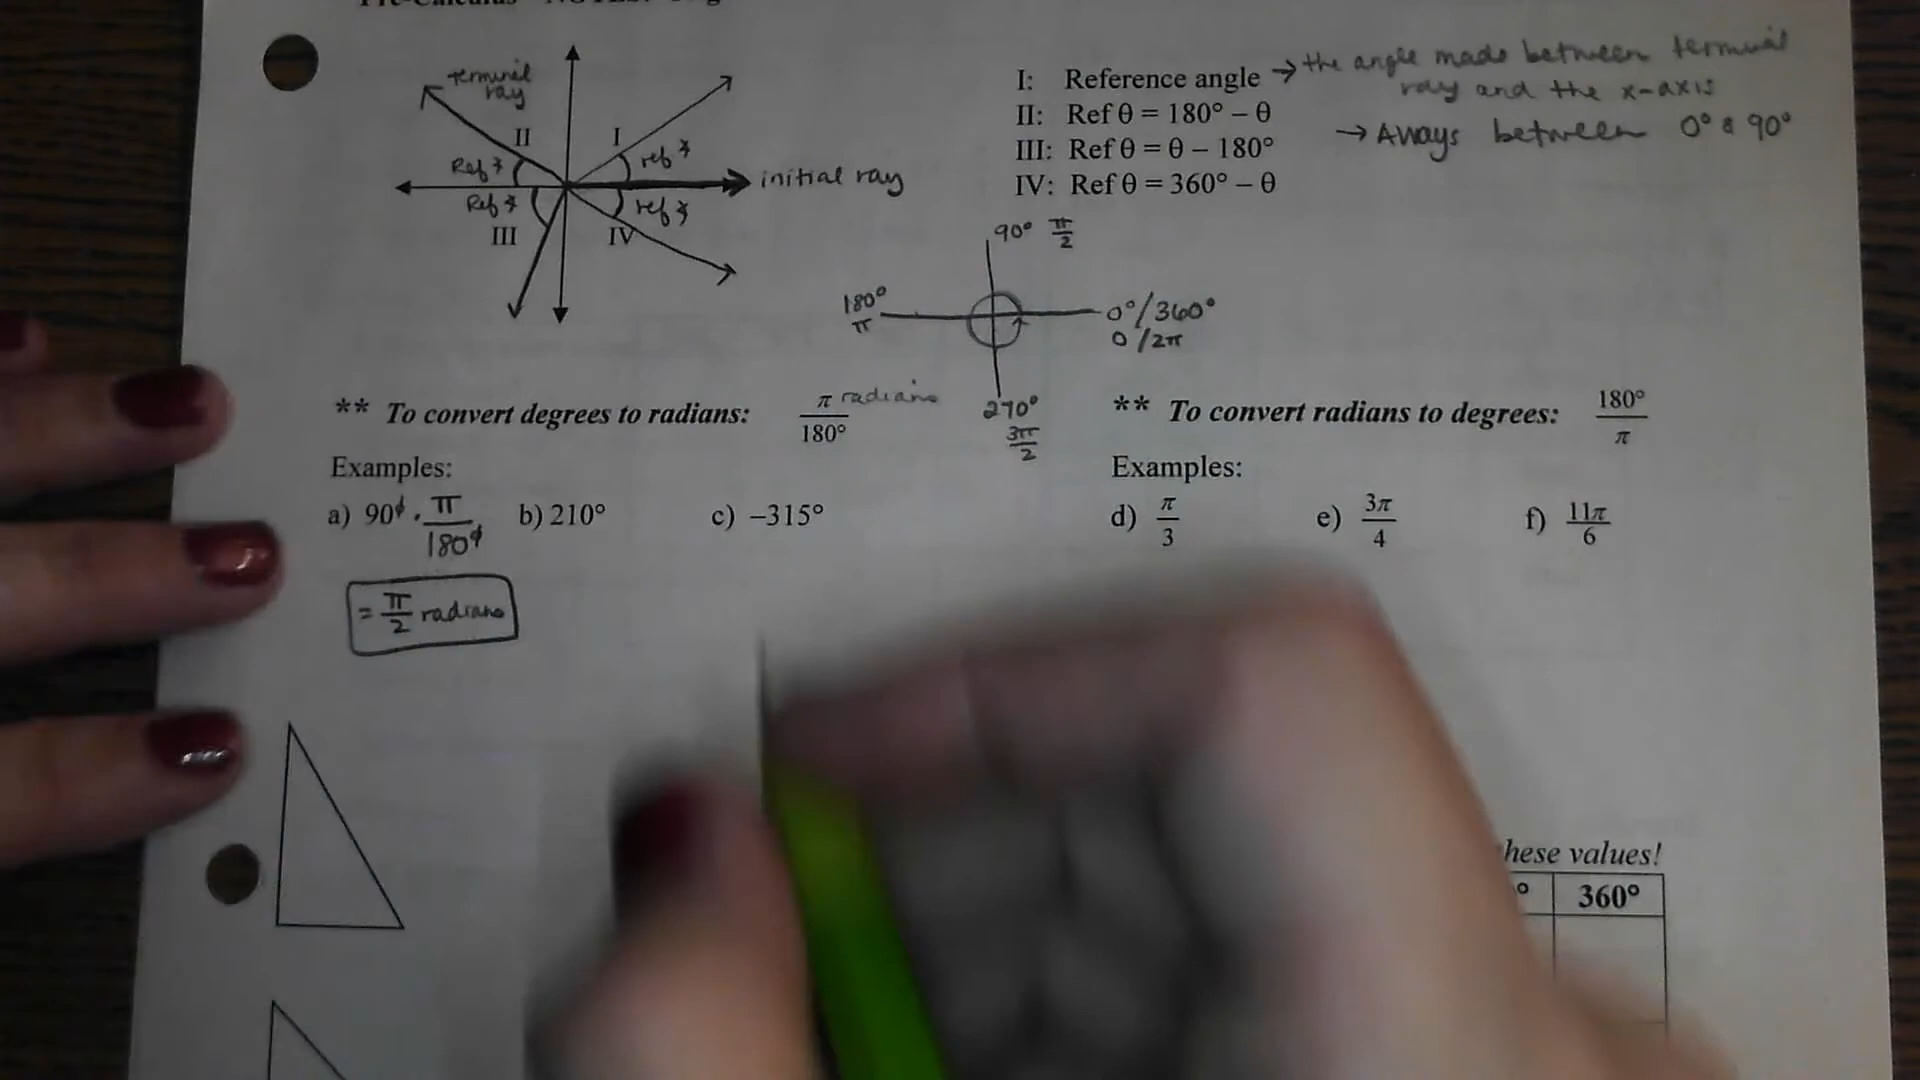 terminal
ray
II
I
Ref ∡
ref ∡
initial ray
Ref ∡
ref ∡
III
IV
I: Reference angle → the angle made between terminal
ray and the x-axis
II: Ref θ = 180° – θ
→ Always between 0° & 90°
III: Ref θ = θ – 180°
IV: Ref θ = 360° – θ
90° π/2
180°
π
0°/360°
0/2π
270°
3π/2
** To convert degrees to radians: π radians/180°
** To convert radians to degrees: 180°/π
Examples:
a) 90° · π/180° b) 210° c) –315°
= π/2 radians
Examples:
d) π/3 e) 3π/4 f) 11π/6
hese values!
° 360°